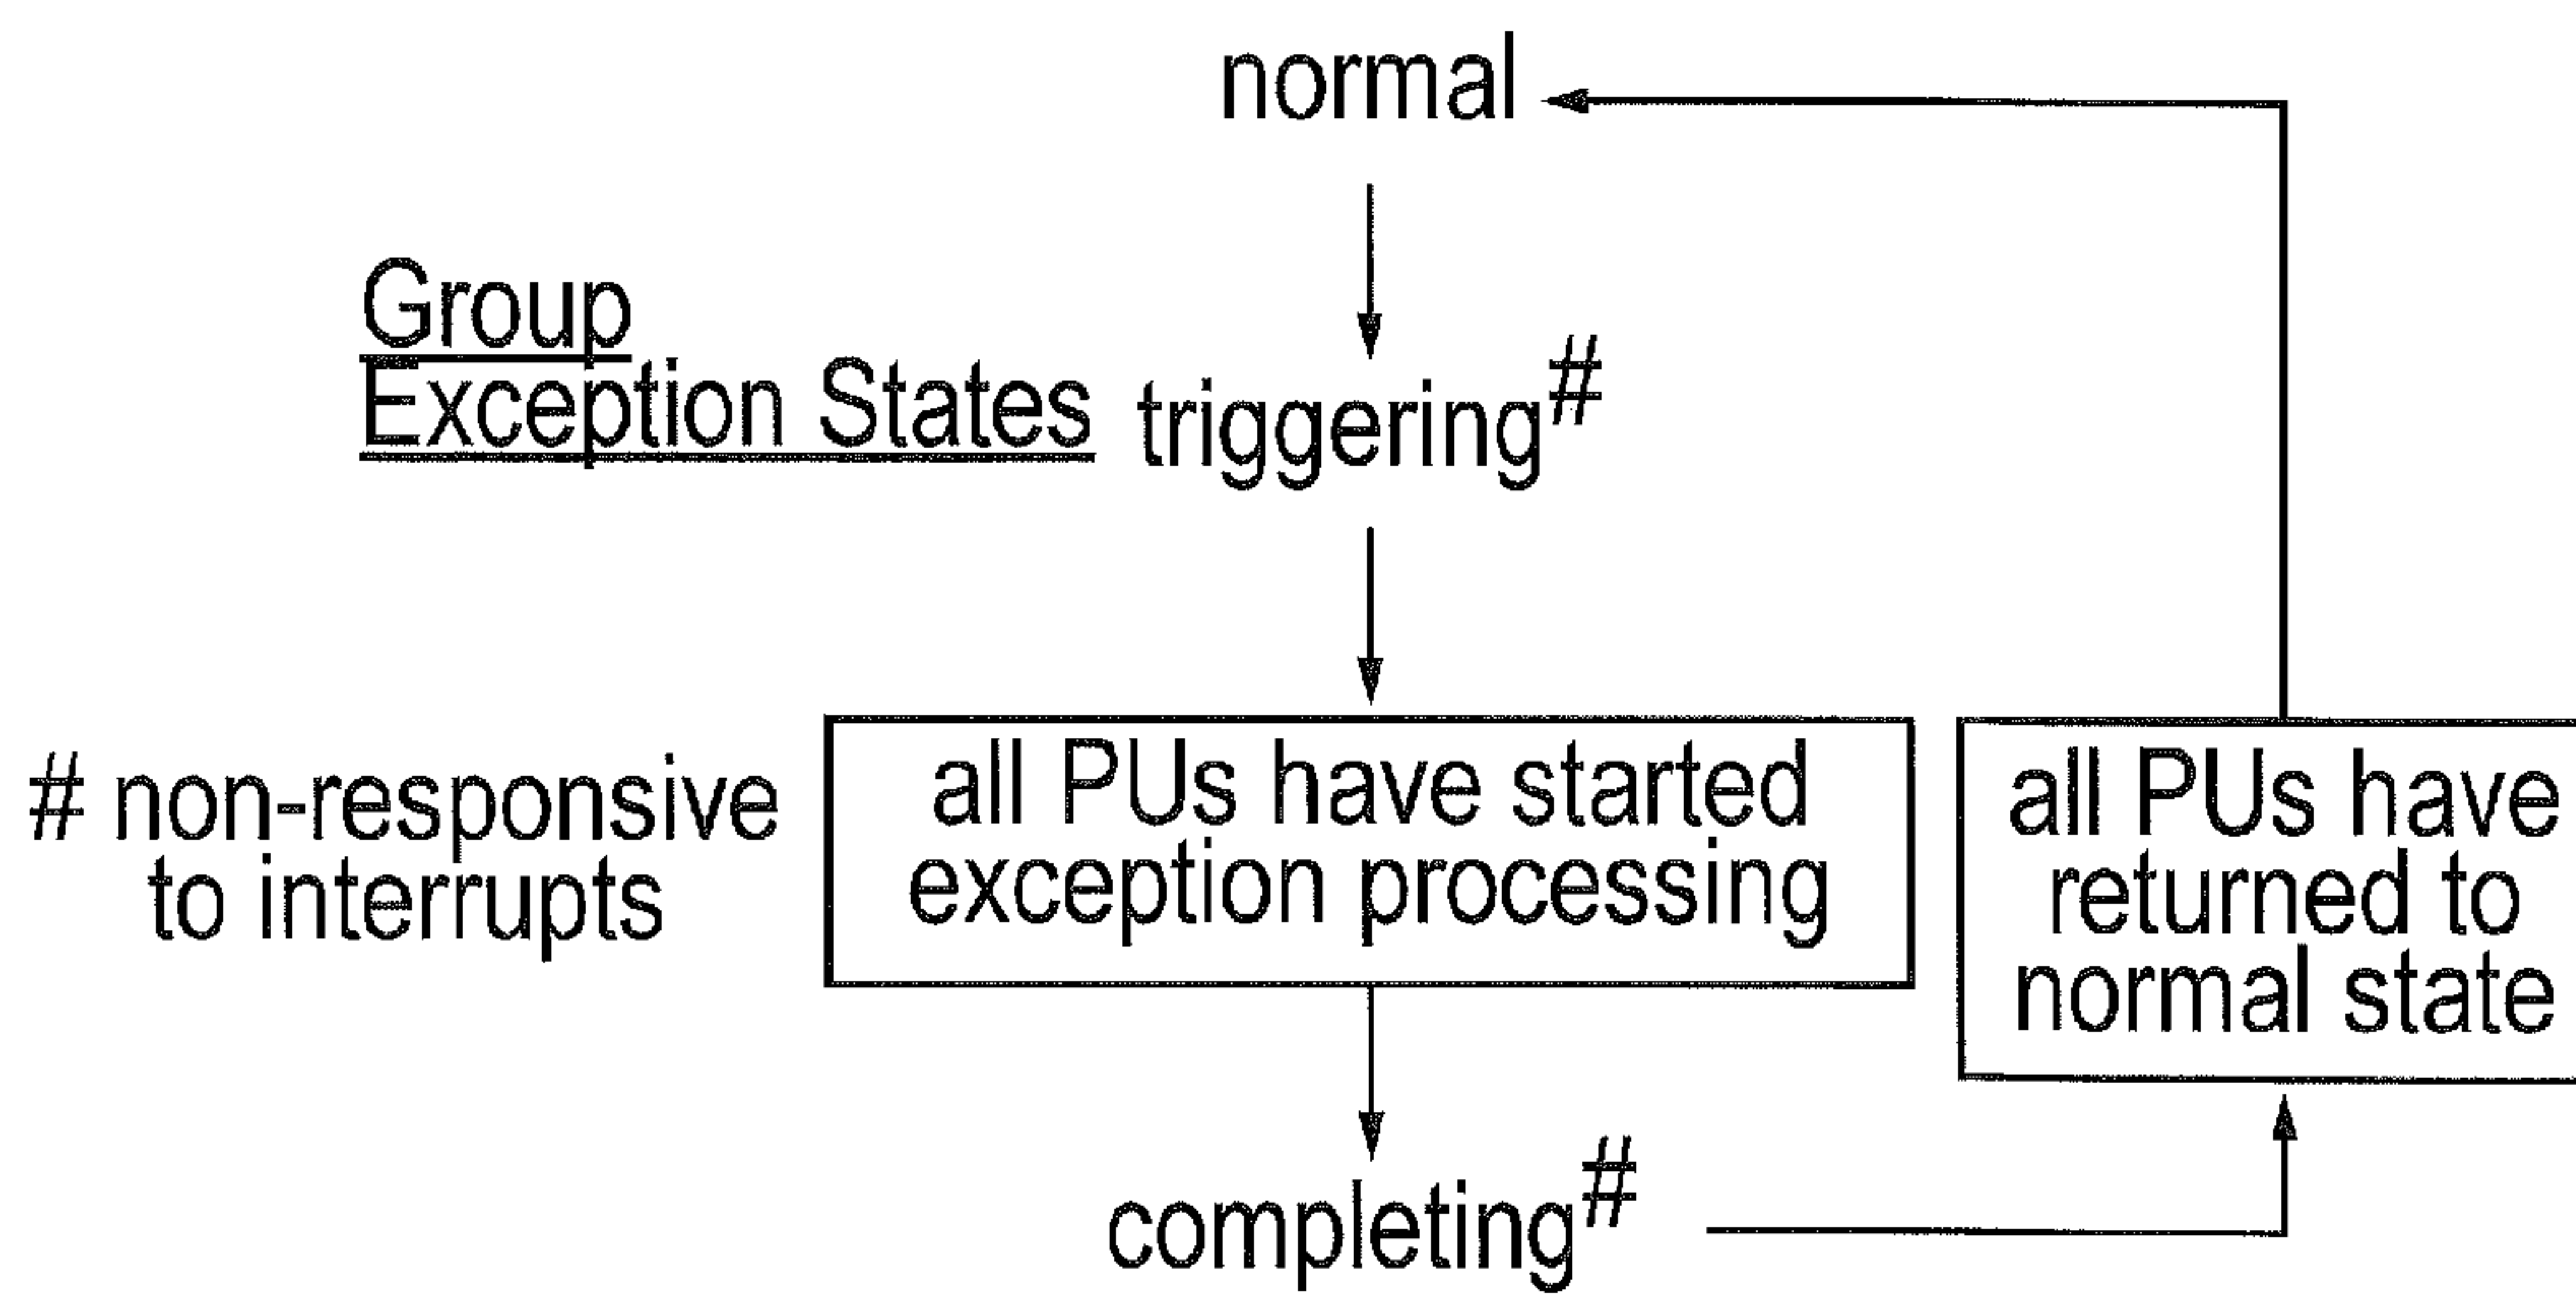 normal
Group
Exception States
triggering#
# non-responsive
to interrupts
all PUs have started
exception processing
all PUs have
returned to
normal state
completing#